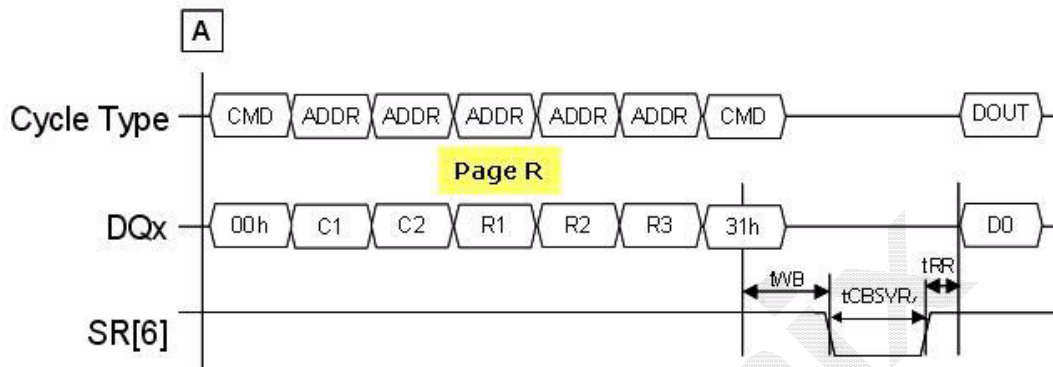 A
Cycle Type CMD ADDR ADDR ADDR ADDR ADDR CMD DOUT
Page R
DQx 00h C1 C2 R1 R2 R3 31h D0
tWB tRR
tCBSYR
SR[6]